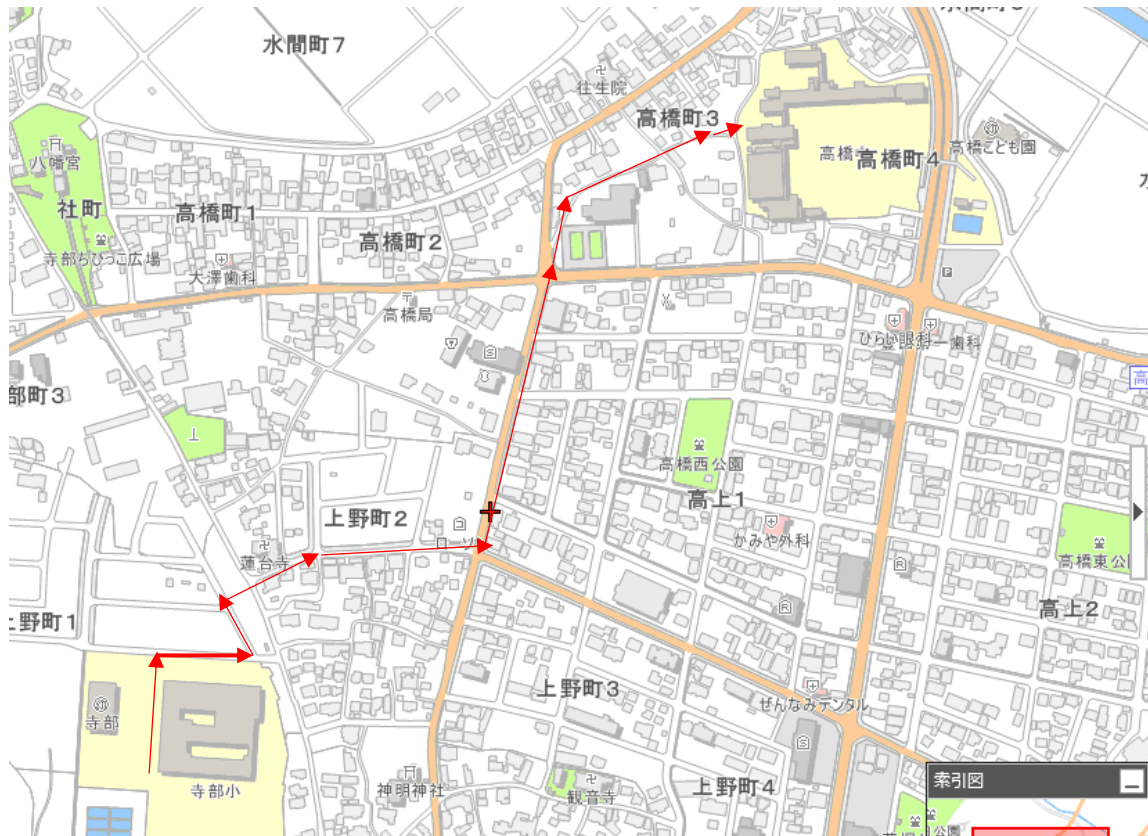 水間町7
往生院
高橋町3
高橋町4
高橋こども園
八幡宮
社町
高橋町1
高橋町2
寺部ちびっこ広場
大澤歯科
高橋局
P
ひらい眼科
一歯科
高
部町3
高橋西公園
高上1
かみや外科
上野町2
蓮台寺
高橋東公
高上2
上野町1
上野町3
ぜんなみデンタル
寺部
寺部小
神明神社
観音寺
上野町4
索引図